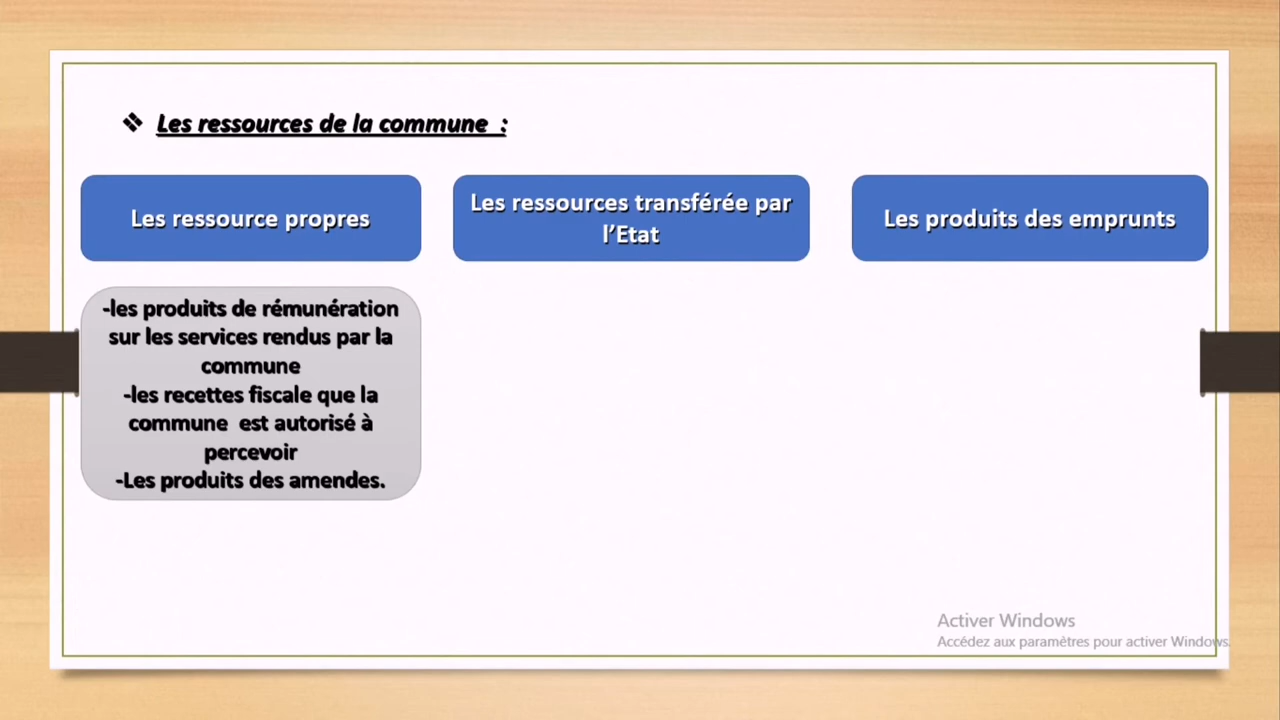 ❖ Les ressources de la commune :
Les ressource propres
Les ressources transférée par
l’Etat
Les produits des emprunts
-les produits de rémunération
sur les services rendus par la
commune
-les recettes fiscale que la
commune est autorisé à
percevoir
-Les produits des amendes.
Activer Windows
Accédez aux paramètres pour activer Windows.